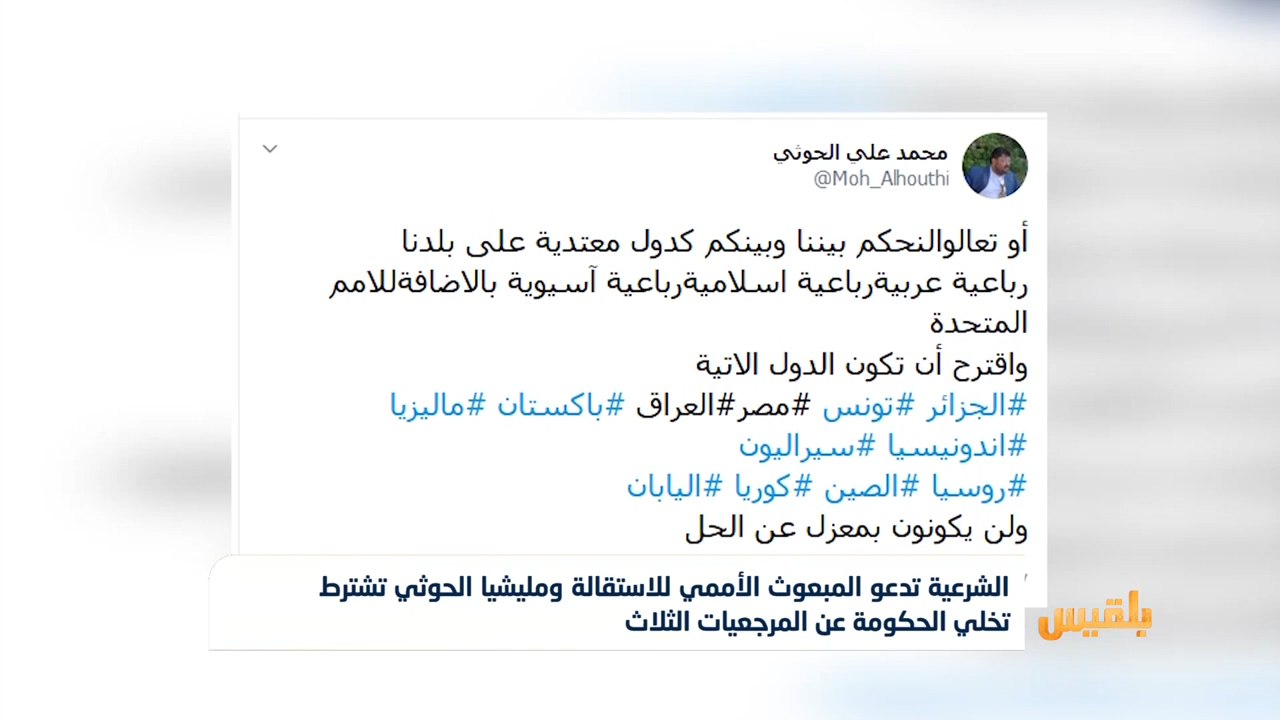 محمد علي الحوثي
@Moh_Alhouthi
أو تعالوالنحكم بيننا وبينكم كدول معتدية على بلدنا
رباعية عربيةرباعية اسلاميةرباعية آسيوية بالاضافةللامم
المتحدة
واقترح أن تكون الدول الاتية
#الجزائر #تونس #مصر#العراق #باكستان #ماليزيا
#اندونيسيا #سيراليون
#روسيا #الصين #كوريا #اليابان
ولن يكونون بمعزل عن الحل
الشرعية تدعو المبعوث الأممي للاستقالة ومليشيا الحوثي تشترط
تخلي الحكومة عن المرجعيات الثلاث
بلقيس